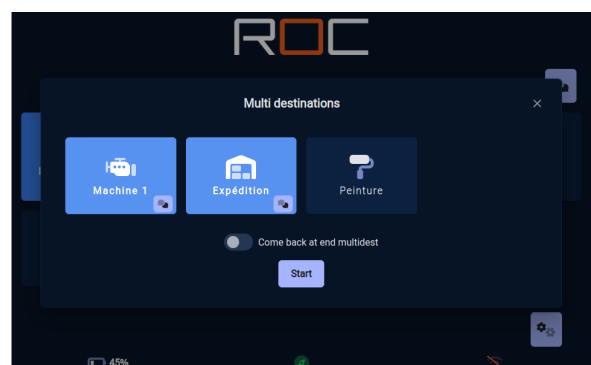 ROC
Multi destinations
Machine 1
Expédition
Peinture
Come back at end multidest
Start
45%